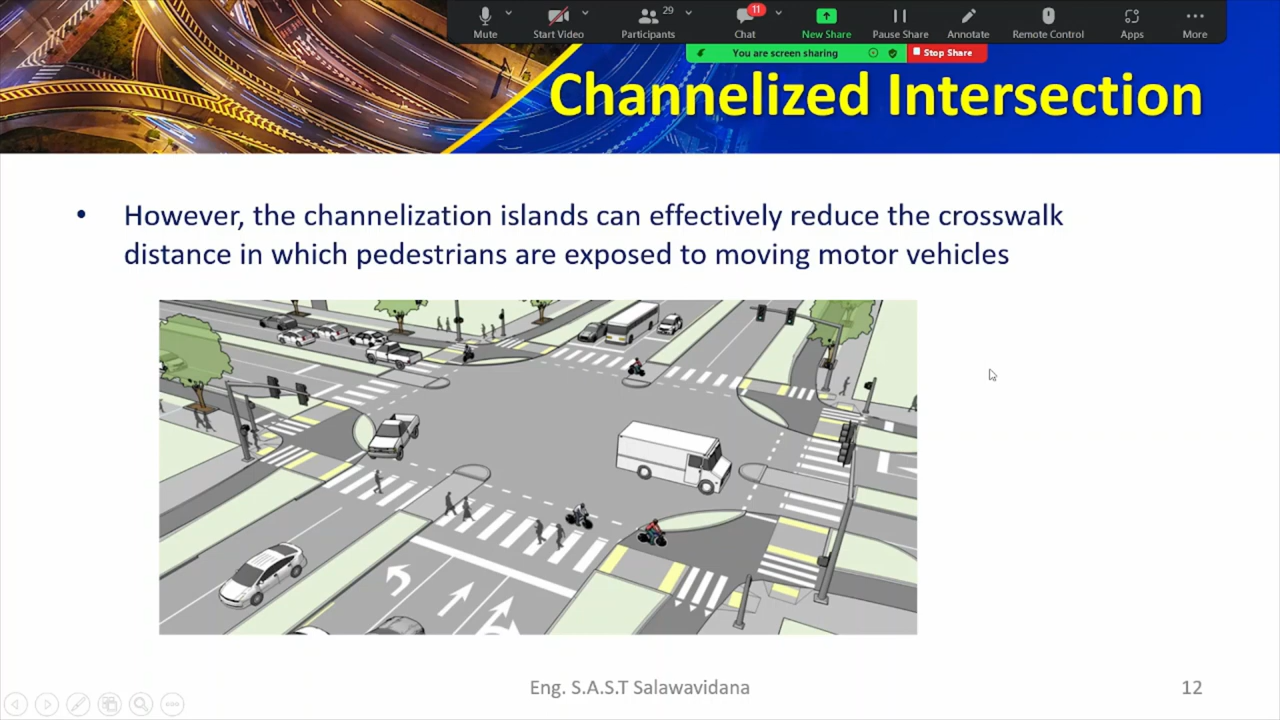 Mute
Start Video
29
Participants
11
Chat
New Share
Pause Share
Annotate
Remote Control
Apps
More
You are screen sharing
Stop Share
Channelized Intersection
• However, the channelization islands can effectively reduce the crosswalk
distance in which pedestrians are exposed to moving motor vehicles
Eng. S.A.S.T Salawavidana
12